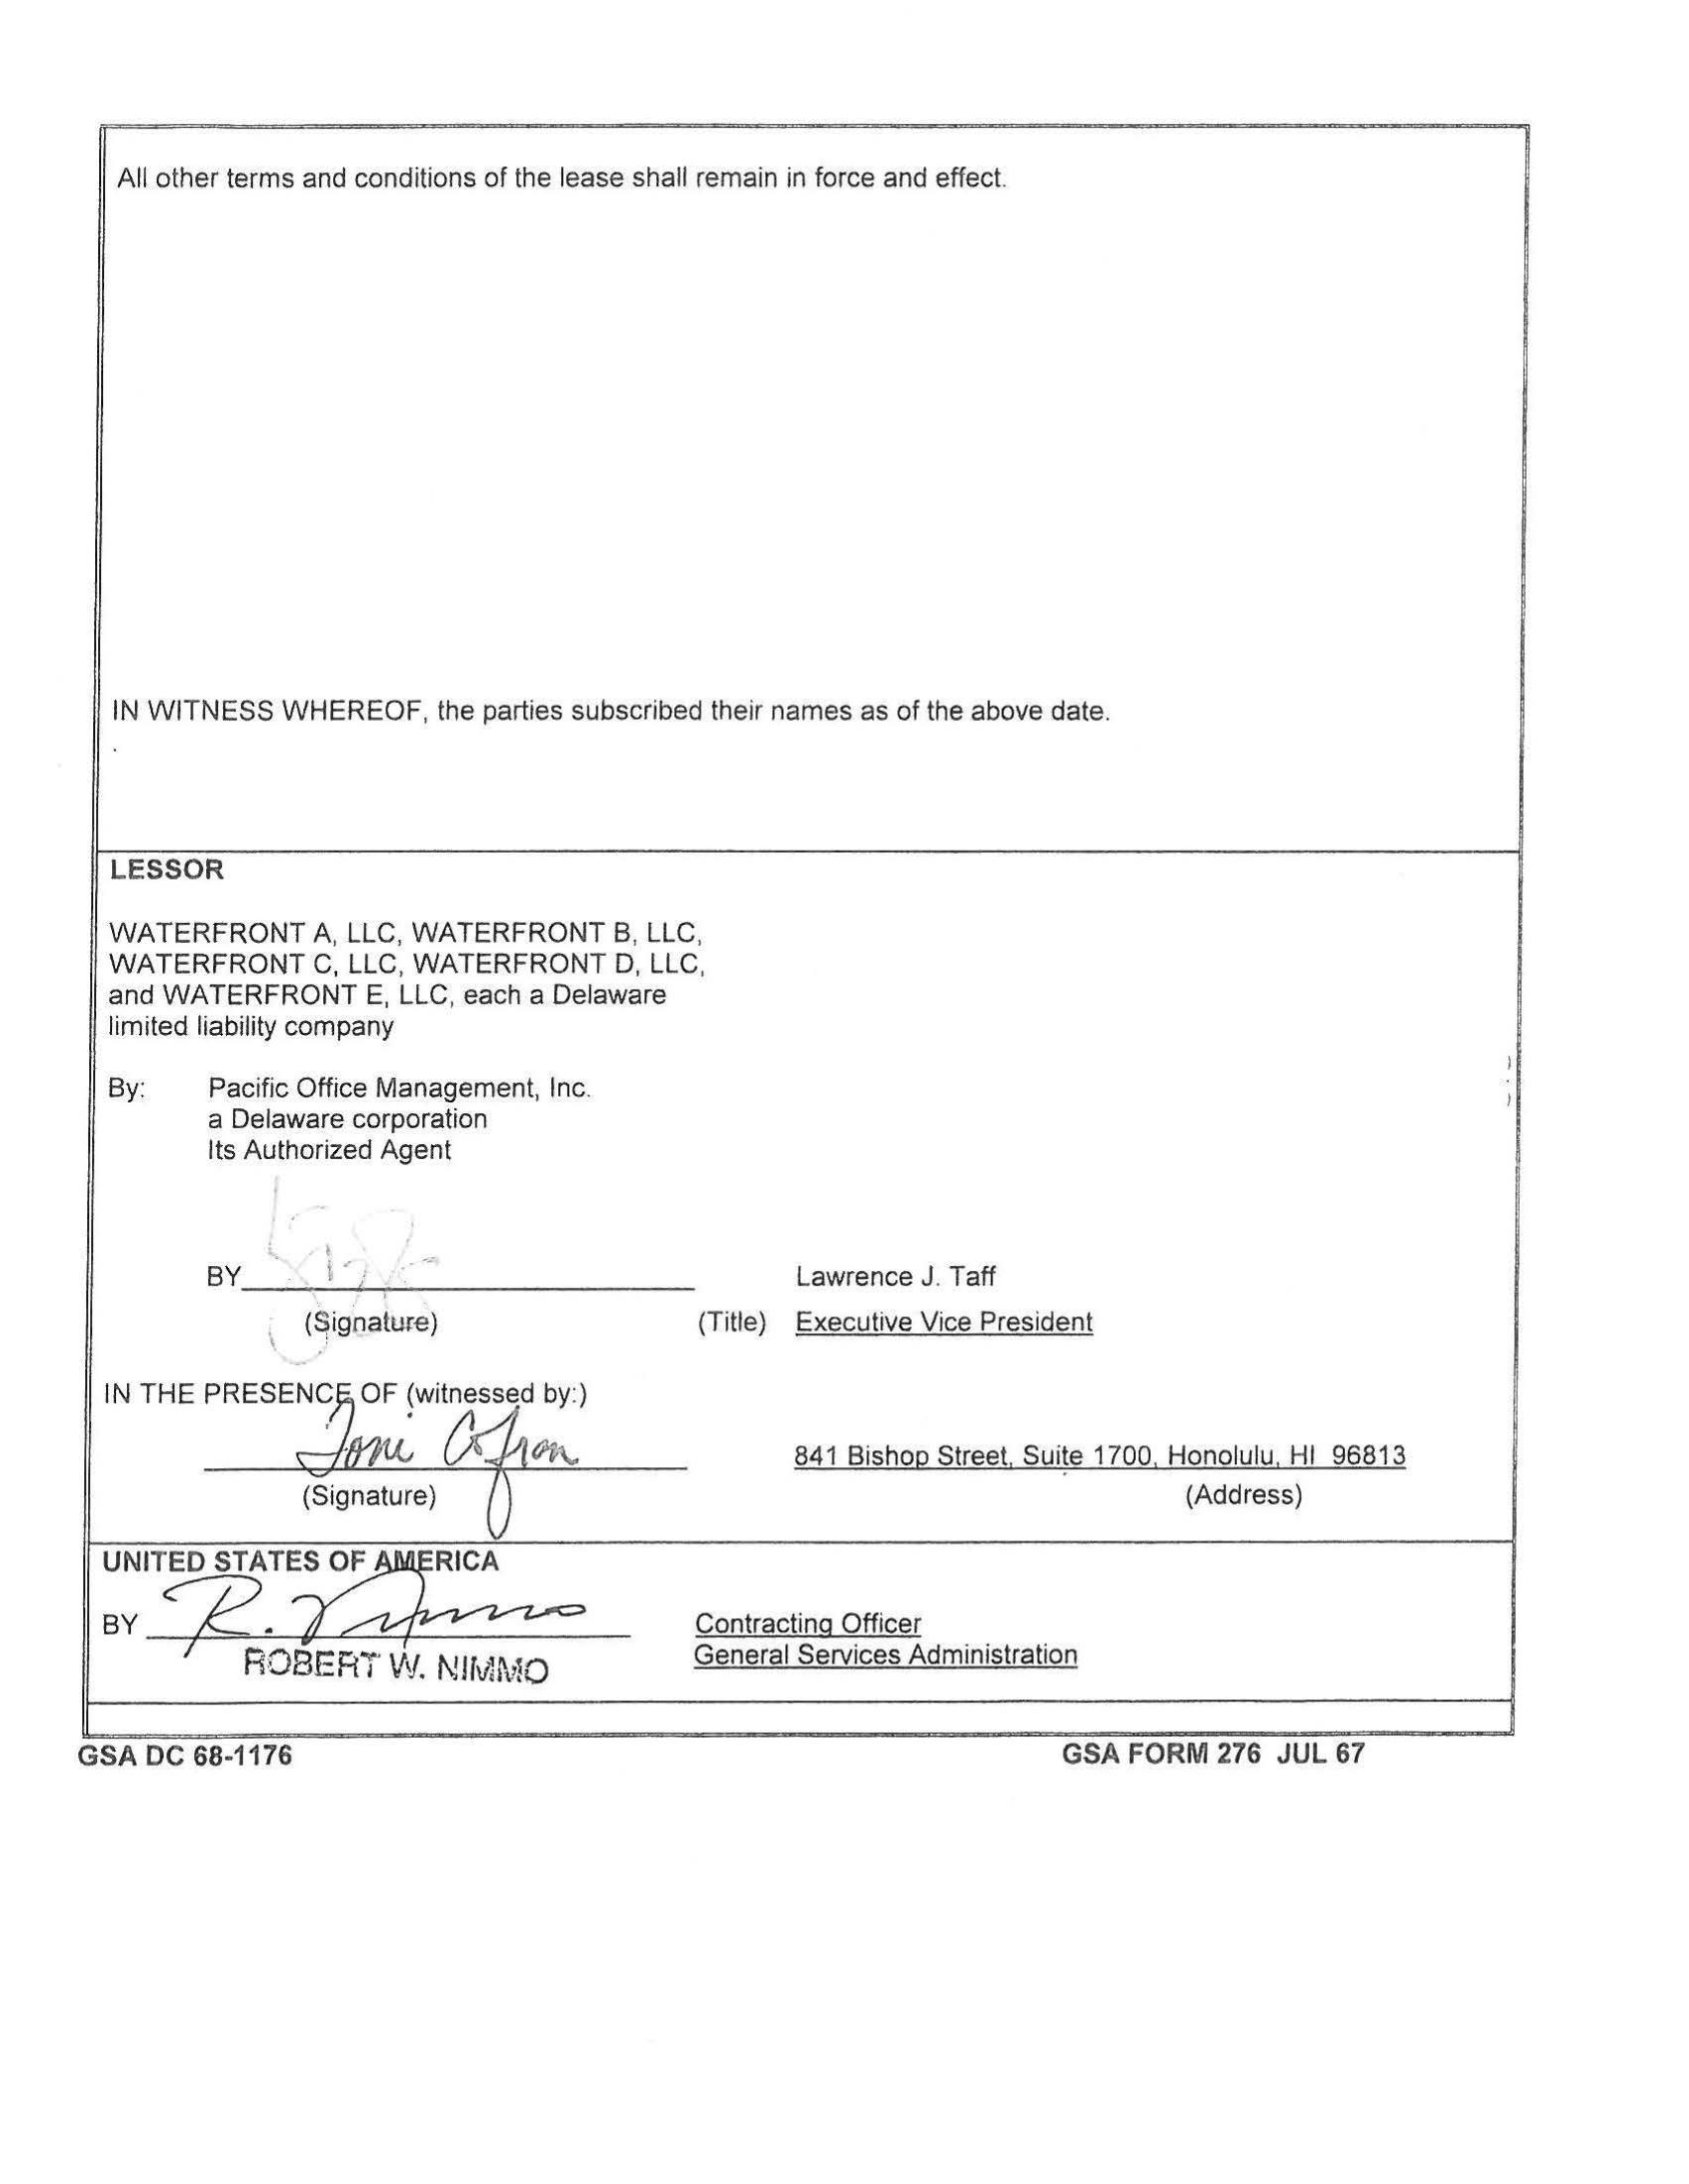 All other terms and conditions of the lease shall remain in force and effect.
IN WITNESS WHEREOF, the parties subscribed their names as of the above date.
LESSOR
WATERFRONT A, LLC, WATERFRONT B, LLC,
WATERFRONT C, LLC, WATERFRONT D, LLC,
and WATERFRONT E, LLC, each a Delaware
limited liability company
By: Pacific Office Management, Inc.
a Delaware corporation
Its Authorized Agent
BY Lawrence J. Taff
(Signature) (Title) Executive Vice President
IN THE PRESENCE OF (witnessed by:)
Toni Cofran 841 Bishop Street, Suite 1700, Honolulu, HI 96813
(Signature) (Address)
UNITED STATES OF AMERICA
BY R. Nimmo Contracting Officer
ROBERT W. NIMMO General Services Administration
GSA DC 68-1176 GSA FORM 276 JUL 67